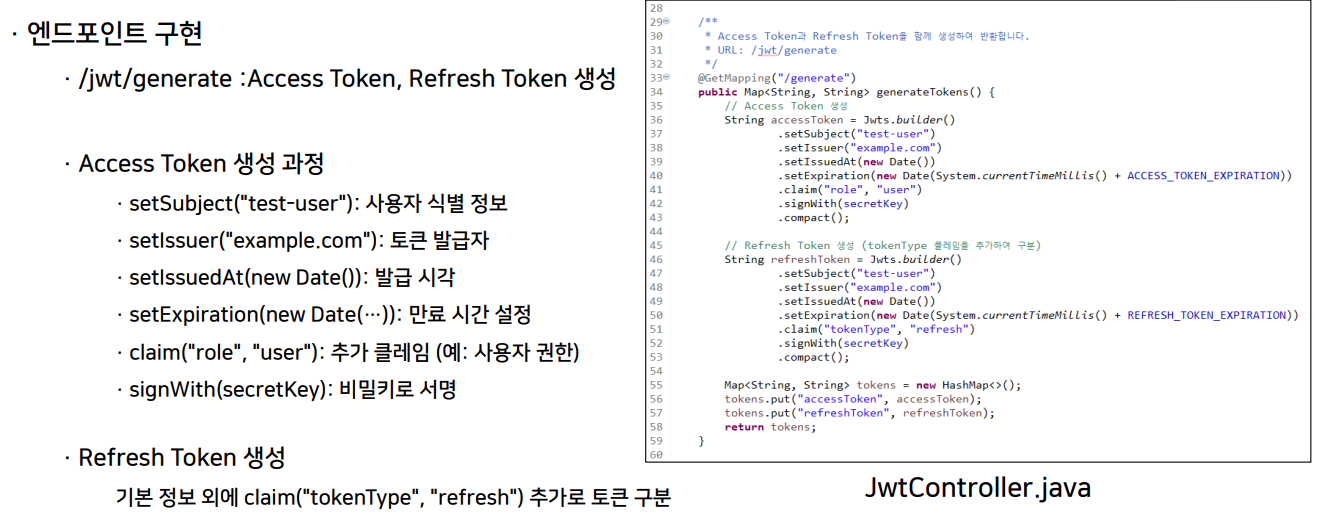 · 엔드포인트 구현
· /jwt/generate :Access Token, Refresh Token 생성
· Access Token 생성 과정
· setSubject("test-user"): 사용자 식별 정보
· setIssuer("example.com"): 토큰 발급자
· setIssuedAt(new Date()): 발급 시각
· setExpiration(new Date(…)): 만료 시간 설정
· claim("role", "user"): 추가 클레임 (예: 사용자 권한)
· signWith(secretKey): 비밀키로 서명
· Refresh Token 생성
기본 정보 외에 claim("tokenType", "refresh") 추가로 토큰 구분
28
29 /**
30 * Access Token과 Refresh Token을 함께 생성하여 반환합니다.
31 * URL: /jwt/generate
32 */
33 @GetMapping("/generate")
34 public Map<String, String> generateTokens() {
35 // Access Token 생성
36 String accessToken = Jwts.builder()
37 .setSubject("test-user")
38 .setIssuer("example.com")
39 .setIssuedAt(new Date())
40 .setExpiration(new Date(System.currentTimeMillis() + ACCESS_TOKEN_EXPIRATION))
41 .claim("role", "user")
42 .signWith(secretKey)
43 .compact();
44
45 // Refresh Token 생성 (tokenType 클레임을 추가하여 구분)
46 String refreshToken = Jwts.builder()
47 .setSubject("test-user")
48 .setIssuer("example.com")
49 .setIssuedAt(new Date())
50 .setExpiration(new Date(System.currentTimeMillis() + REFRESH_TOKEN_EXPIRATION))
51 .claim("tokenType", "refresh")
52 .signWith(secretKey)
53 .compact();
54
55 Map<String, String> tokens = new HashMap<>();
56 tokens.put("accessToken", accessToken);
57 tokens.put("refreshToken", refreshToken);
58 return tokens;
59 }
60
JwtController.java